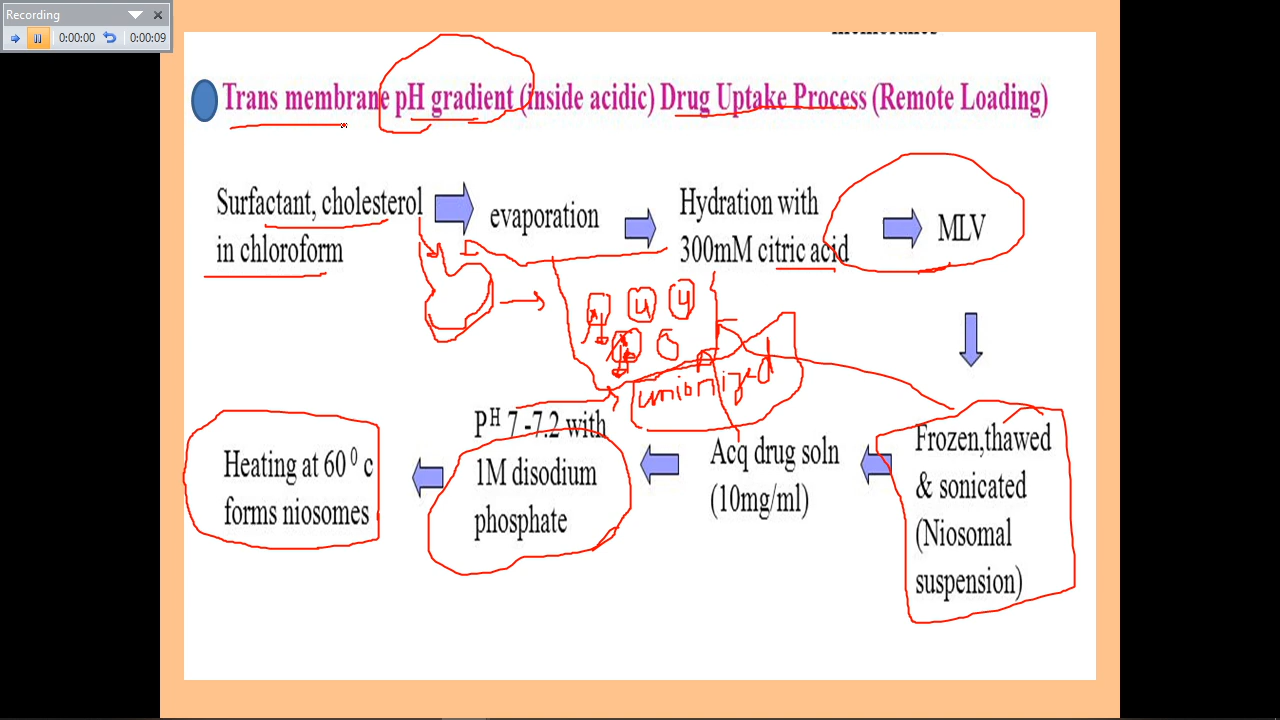 Recording
0:00:00 0:00:09
Trans membrane pH gradient (inside acidic) Drug Uptake Process (Remote Loading)
Surfactant, cholesterol
in chloroform
evaporation
Hydration with
300mM citric acid
MLV
unionized
Frozen,thawed
& sonicated
(Niosomal
suspension)
Acq drug soln
(10mg/ml)
PH 7 -7.2 with
1M disodium
phosphate
Heating at 60 0 c
forms niosomes